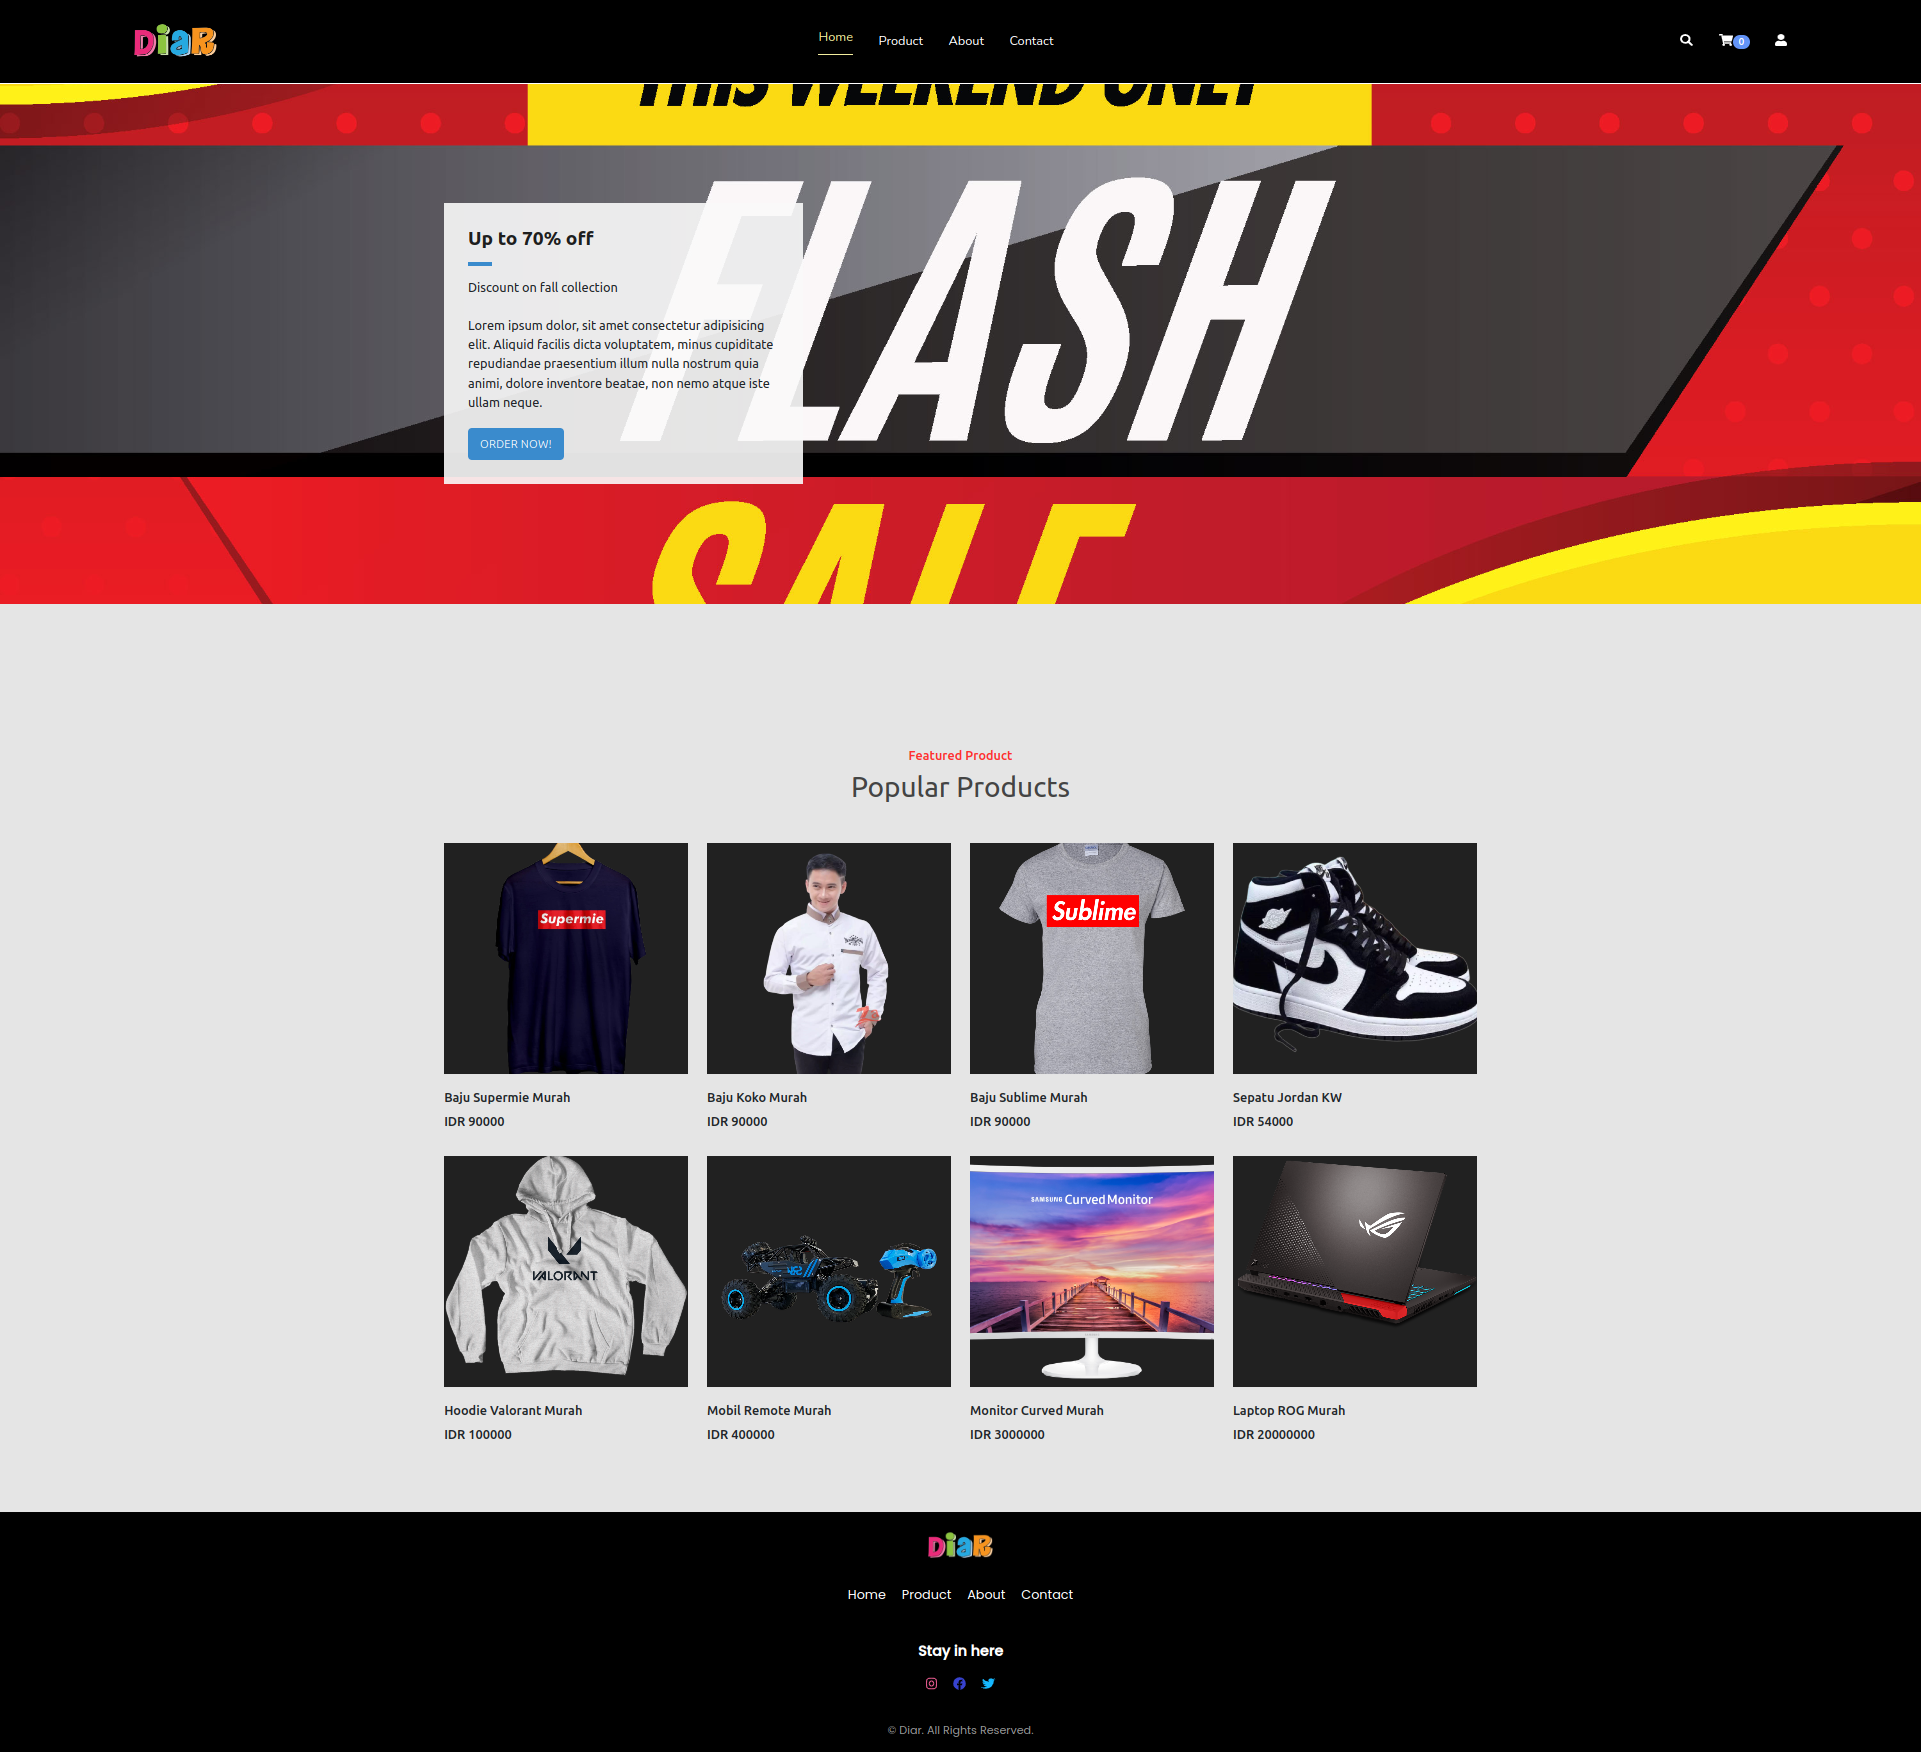 DiaR
Home Product About Contact
0
THIS WEEKEND ONLY
FLASH
Up to 70% off
Discount on fall collection
Lorem ipsum dolor, sit amet consectetur adipisicing
elit. Aliquid facilis dicta voluptatem, minus cupiditate
repudiandae praesentium illum nulla nostrum quia
animi, dolore inventore beatae, non nemo atque iste
ullam neque.
ORDER NOW!
SALE
Featured Product
Popular Products
Supermie
Sublime
Baju Supermie Murah
IDR 90000
Baju Koko Murah
IDR 90000
Baju Sublime Murah
IDR 90000
Sepatu Jordan KW
IDR 54000
VALORANT
SAMSUNG Curved Monitor
Hoodie Valorant Murah
IDR 100000
Mobil Remote Murah
IDR 400000
Monitor Curved Murah
IDR 3000000
Laptop ROG Murah
IDR 20000000
DiaR
Home Product About Contact
Stay in here
© Diar. All Rights Reserved.